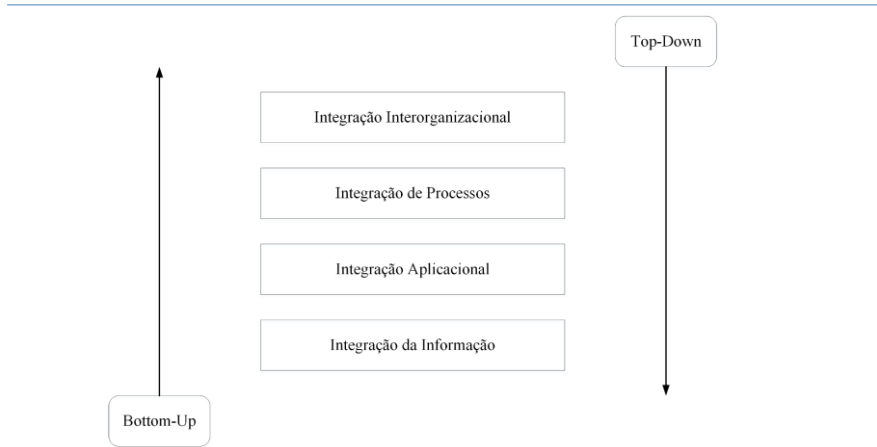 Top-Down
Integração Interorganizacional
Integração de Processos
Integração Aplicacional
Integração da Informação
Bottom-Up